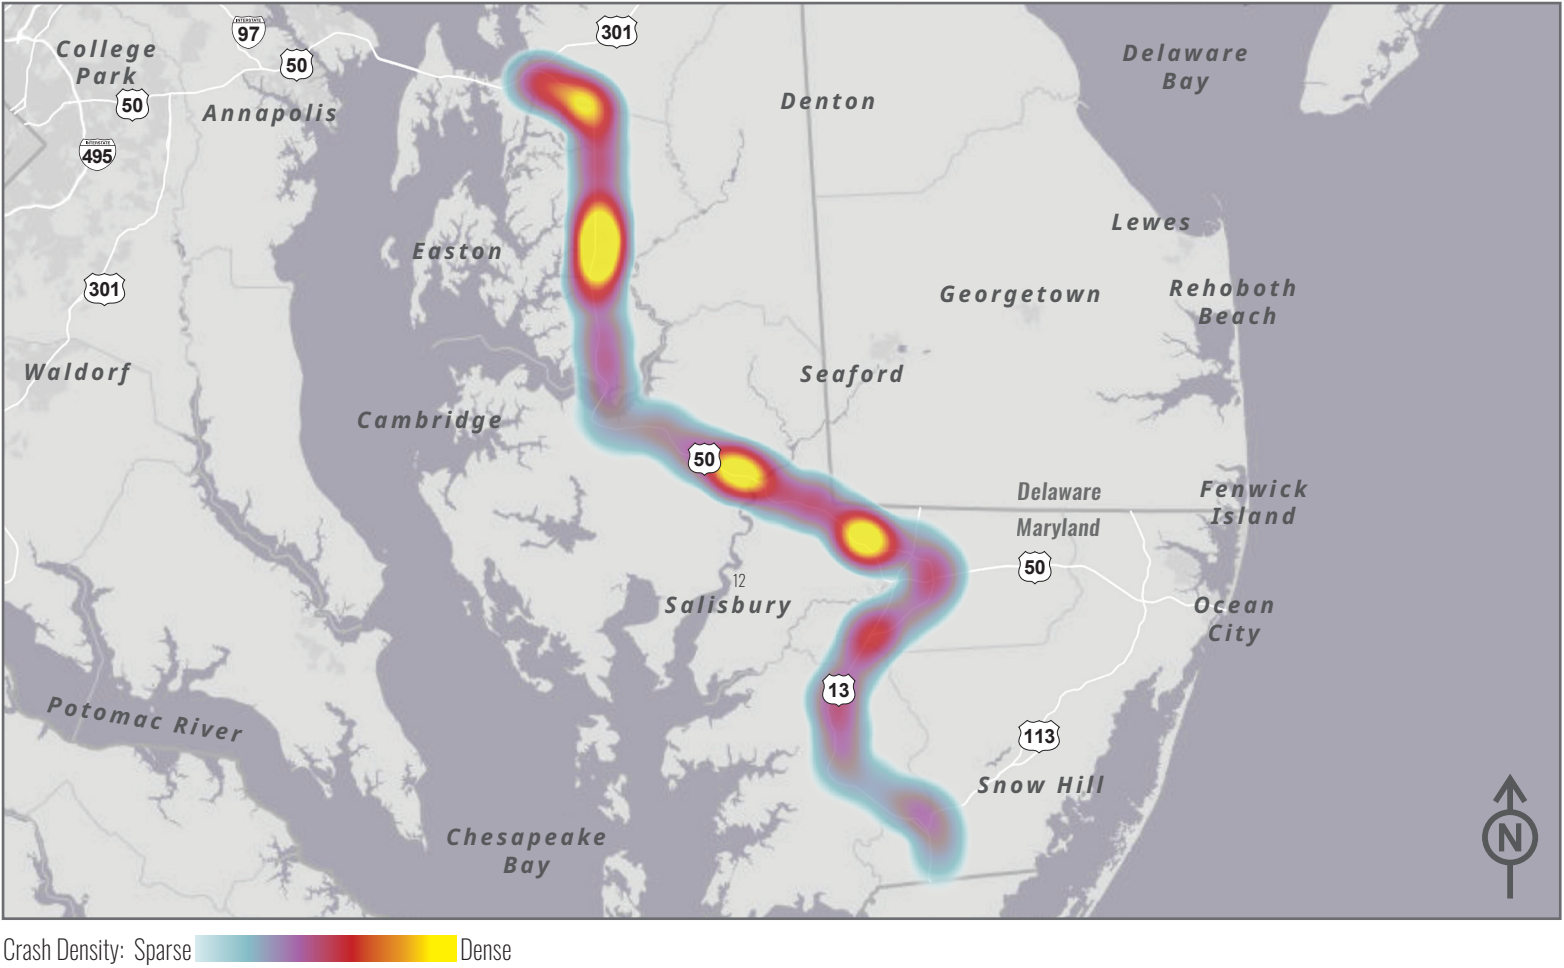 INTERSTATE
97
301
College
Park
50
50
Delaware
Bay
Annapolis
Denton
INTERSTATE
495
Lewes
Easton
301
Georgetown
Rehoboth
Beach
Waldorf
Seaford
Cambridge
50
Delaware
Fenwick
Island
Maryland
50
12
Salisbury
Ocean
City
13
Potomac River
113
Snow Hill
Chesapeake
Bay
N
Crash Density: Sparse Dense